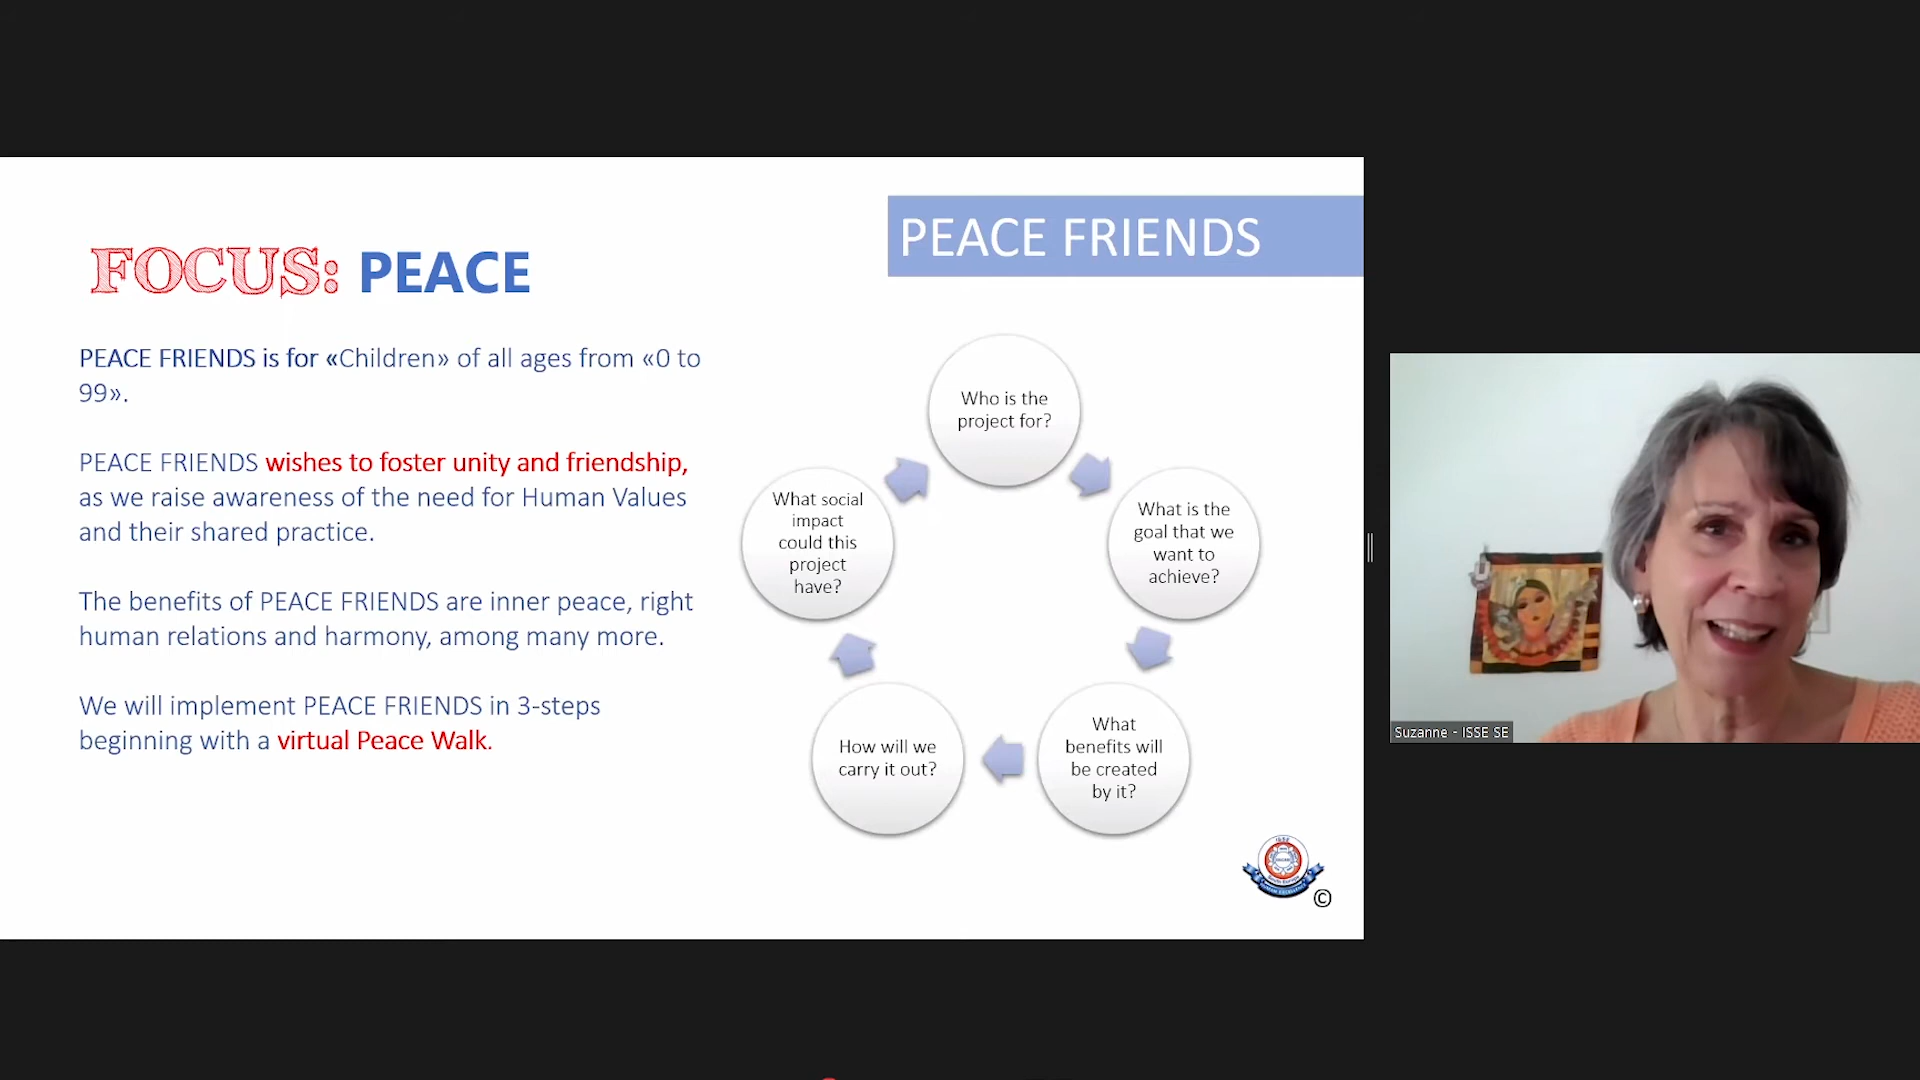 PEACE FRIENDS
FOCUS: PEACE
PEACE FRIENDS is for «Children» of all ages from «0 to
99».
PEACE FRIENDS wishes to foster unity and friendship,
as we raise awareness of the need for Human Values
and their shared practice.
The benefits of PEACE FRIENDS are inner peace, right
human relations and harmony, among many more.
We will implement PEACE FRIENDS in 3-steps
beginning with a virtual Peace Walk.
Who is the
project for?
What is the
goal that we
want to
achieve?
What
benefits will
be created
by it?
How will we
carry it out?
What social
impact
could this
project
have?
ISSE
HUMAN EXCELLENCE
©
Suzanne - ISSE SE